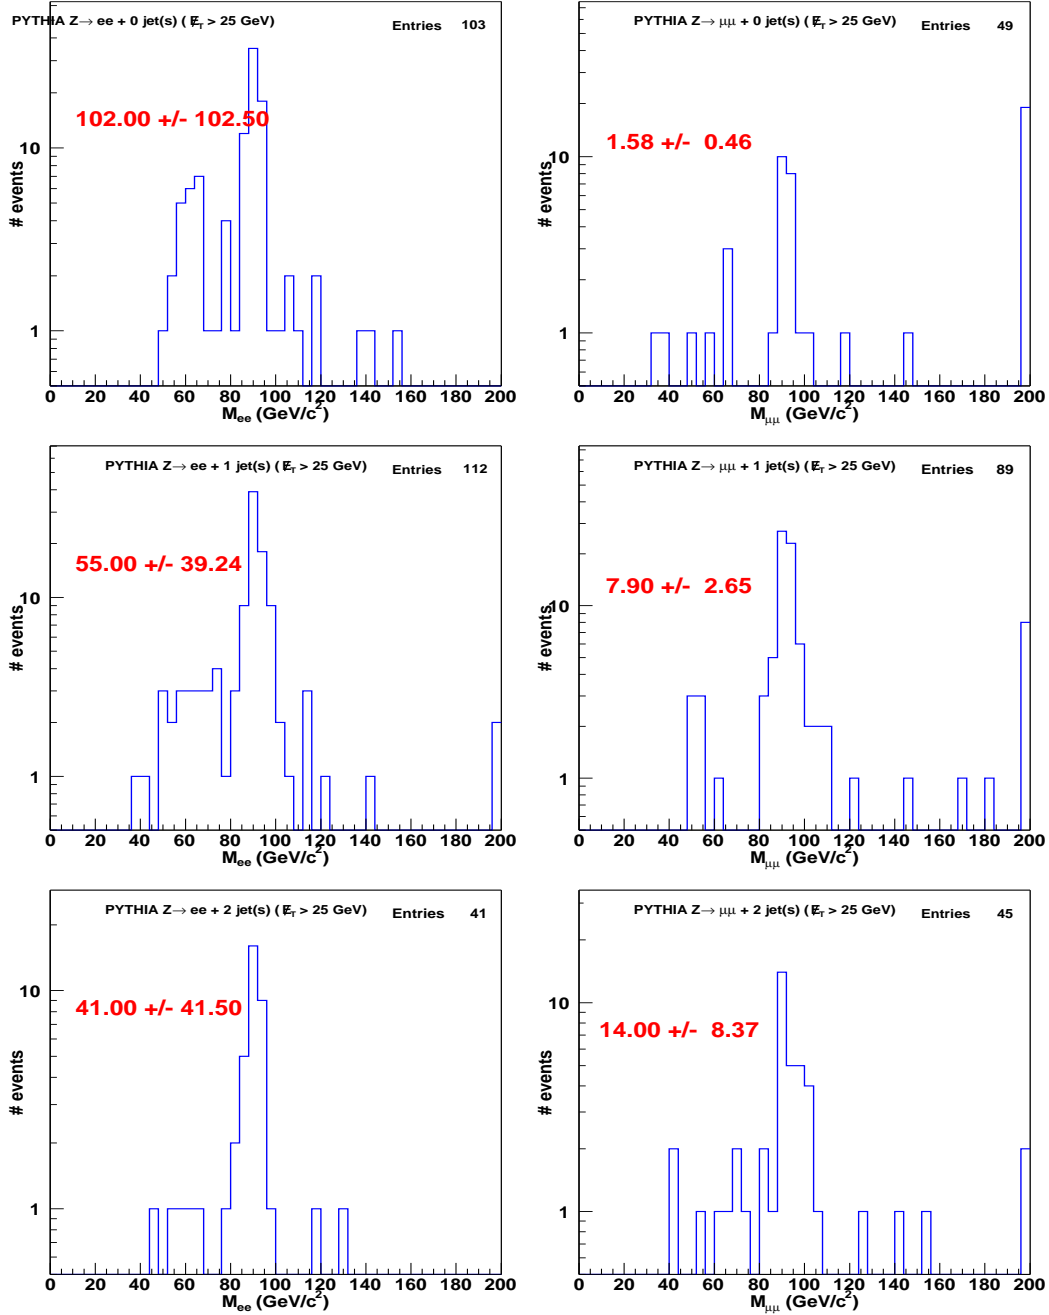 PYTHIA Z→ ee + 0 jet(s) ( E̸T > 25 GeV)
Entries 103
102.00 +/- 102.50
# events
10
1
0 20 40 60 80 100 120 140 160 180 200
Mee (GeV/c²)
PYTHIA Z→ μμ + 0 jet(s) ( E̸T > 25 GeV)
Entries 49
1.58 +/- 0.46
# events
10
1
0 20 40 60 80 100 120 140 160 180 200
Mμμ (GeV/c²)
PYTHIA Z→ ee + 1 jet(s) ( E̸T > 25 GeV)
Entries 112
55.00 +/- 39.24
# events
10
1
0 20 40 60 80 100 120 140 160 180 200
Mee (GeV/c²)
PYTHIA Z→ μμ + 1 jet(s) ( E̸T > 25 GeV)
Entries 89
7.90 +/- 2.65
# events
10
1
0 20 40 60 80 100 120 140 160 180 200
Mμμ (GeV/c²)
PYTHIA Z→ ee + 2 jet(s) ( E̸T > 25 GeV)
Entries 41
41.00 +/- 41.50
# events
10
1
0 20 40 60 80 100 120 140 160 180 200
Mee (GeV/c²)
PYTHIA Z→ μμ + 2 jet(s) ( E̸T > 25 GeV)
Entries 45
14.00 +/- 8.37
# events
10
1
0 20 40 60 80 100 120 140 160 180 200
Mμμ (GeV/c²)